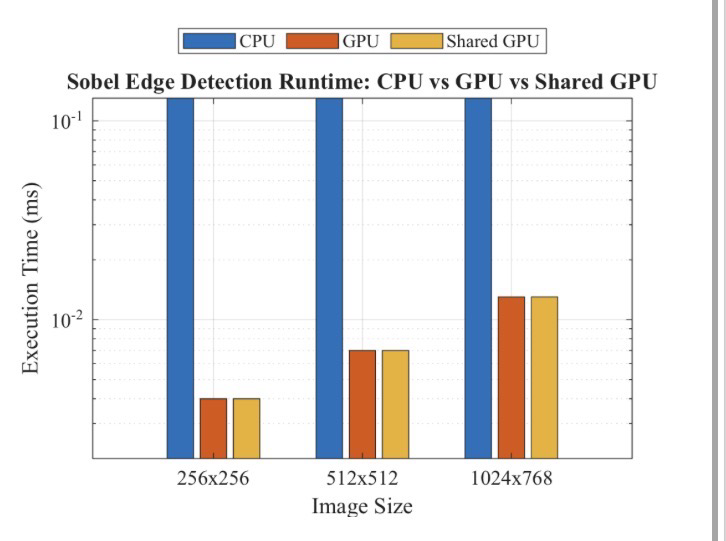 CPU GPU Shared GPU
Sobel Edge Detection Runtime: CPU vs GPU vs Shared GPU
10-1
10-2
Execution Time (ms)
256x256 512x512 1024x768
Image Size